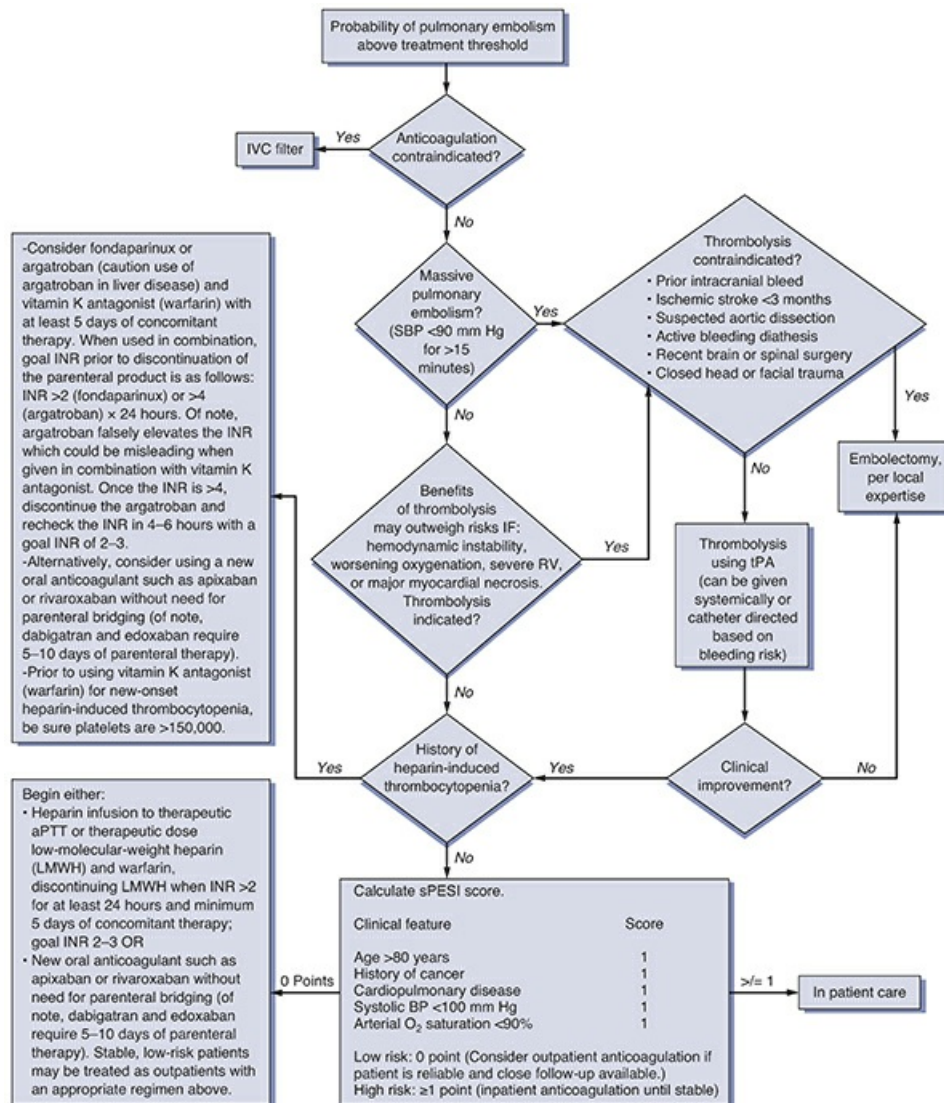 Probability of pulmonary embolism
above treatment threshold
Anticoagulation
contraindicated?
Yes
IVC filter
No
Massive
pulmonary
embolism?
(SBP <90 mm Hg
for >15
minutes)
Yes
Thrombolysis
contraindicated?
• Prior intracranial bleed
• Ischemic stroke <3 months
• Suspected aortic dissection
• Active bleeding diathesis
• Recent brain or spinal surgery
• Closed head or facial trauma
Yes
Embolectomy,
per local
expertise
No
Thrombolysis
using tPA
(can be given
systemically or
catheter directed
based on
bleeding risk)
No
Benefits
of thrombolysis
may outweigh risks IF:
hemodynamic instability,
worsening oxygenation, severe RV,
or major myocardial necrosis.
Thrombolysis
indicated?
Yes
No
Clinical
improvement?
No
Yes
History of
heparin-induced
thrombocytopenia?
Yes
-Consider fondaparinux or
argatroban (caution use of
argatroban in liver disease) and
vitamin K antagonist (warfarin) with
at least 5 days of concomitant
therapy. When used in combination,
goal INR prior to discontinuation of
the parenteral product is as follows:
INR >2 (fondaparinux) or >4
(argatroban) × 24 hours. Of note,
argatroban falsely elevates the INR
which could be misleading when
given in combination with vitamin K
antagonist. Once the INR is >4,
discontinue the argatroban and
recheck the INR in 4–6 hours with a
goal INR of 2–3.
-Alternatively, consider using a new
oral anticoagulant such as apixaban
or rivaroxaban without need for
parenteral bridging (of note,
dabigatran and edoxaban require
5–10 days of parenteral therapy).
-Prior to using vitamin K antagonist
(warfarin) for new-onset
heparin-induced thrombocytopenia,
be sure platelets are >150,000.
No
Calculate sPESI score.
Clinical feature Score
Age >80 years 1
History of cancer 1
Cardiopulmonary disease 1
Systolic BP <100 mm Hg 1
Arterial O2 saturation <90% 1
Low risk: 0 point (Consider outpatient anticoagulation if
patient is reliable and close follow-up available.)
High risk: ≥1 point (inpatient anticoagulation until stable)
0 Points
Begin either:
• Heparin infusion to therapeutic
aPTT or therapeutic dose
low-molecular-weight heparin
(LMWH) and warfarin,
discontinuing LMWH when INR >2
for at least 24 hours and minimum
5 days of concomitant therapy;
goal INR 2–3 OR
• New oral anticoagulant such as
apixaban or rivaroxaban without
need for parenteral bridging (of
note, dabigatran and edoxaban
require 5–10 days of parenteral
therapy). Stable, low-risk patients
may be treated as outpatients with
an appropriate regimen above.
>/= 1
In patient care